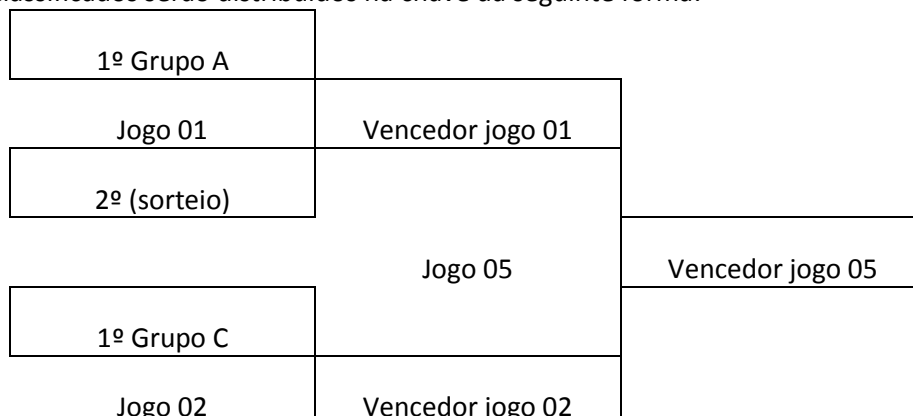 classificados serão distribuídos na chave da seguinte forma:
1º Grupo A
Jogo 01 Vencedor jogo 01
2º (sorteio)
Jogo 05 Vencedor jogo 05
1º Grupo C
Jogo 02 Vencedor jogo 02